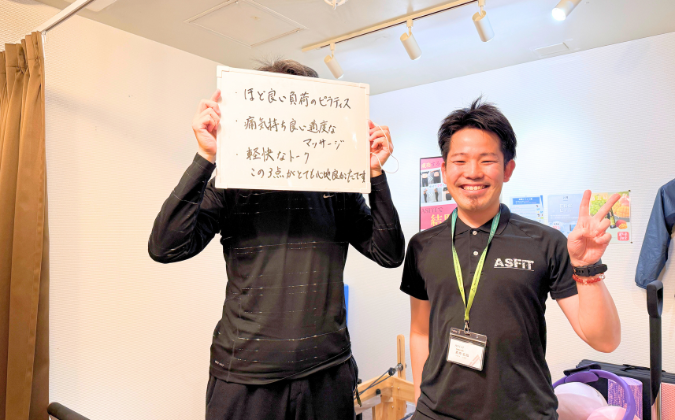 ・ほど良い負荷のピラティス
・痛気持ち良い適度な
マッサージ
・軽快なトーク
この3点がとても心地良かったです
ASFiT